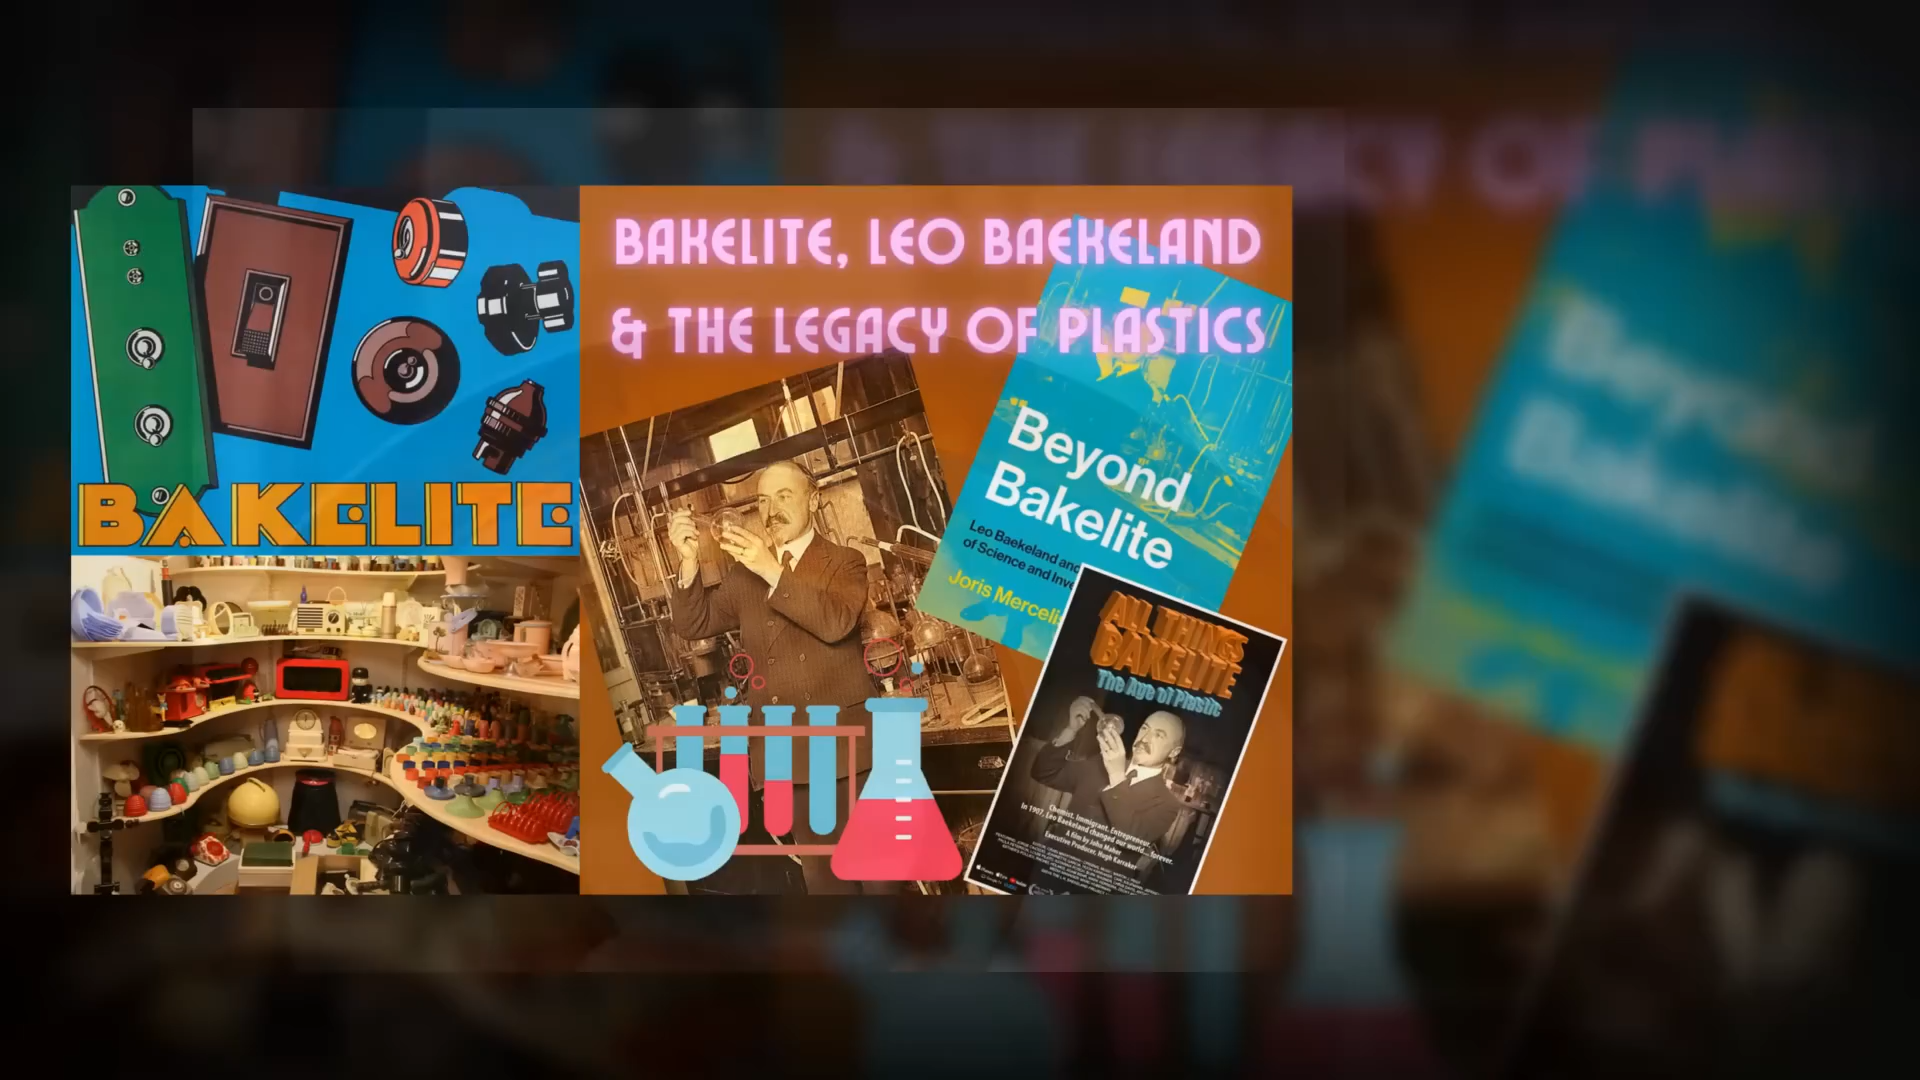 BAKELITE
BAKELITE, LEO BAEKELAND
& THE LEGACY OF PLASTICS
Beyond
Bakelite
Leo Baekeland and
of Science and Inve
Joris Mercelis
ALL THINGS
BAKELITE
The Age of Plastic
Chemist. Immigrant. Entrepreneur.
In 1907, Leo Baekeland changed our world... forever.
A film by John Maher
Executive Producer, Hugh Karraker
Beyond